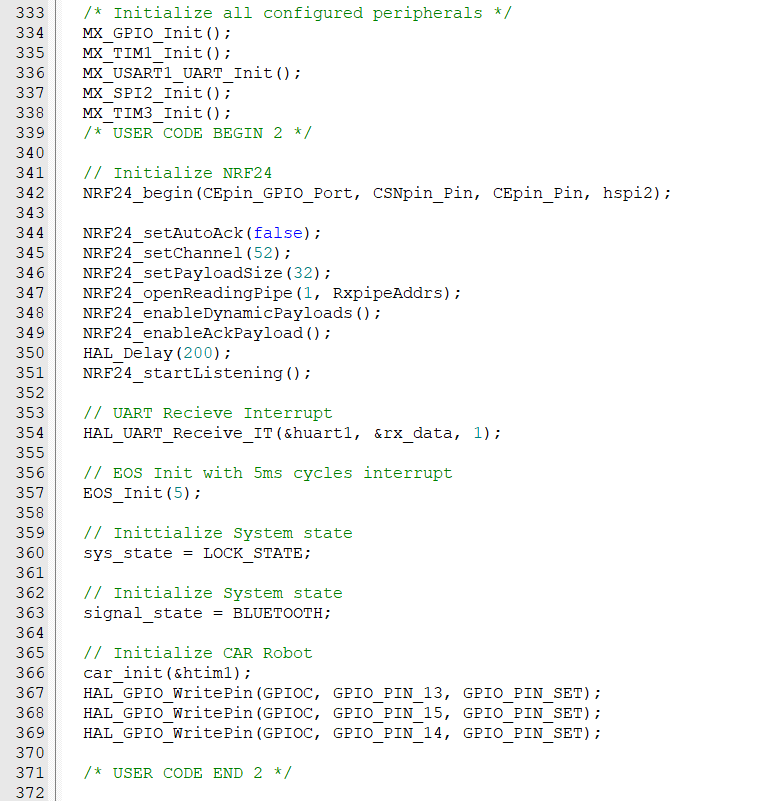 333 /* Initialize all configured peripherals */
334 MX_GPIO_Init();
335 MX_TIM1_Init();
336 MX_USART1_UART_Init();
337 MX_SPI2_Init();
338 MX_TIM3_Init();
339 /* USER CODE BEGIN 2 */
340
341 // Initialize NRF24
342 NRF24_begin(CEpin_GPIO_Port, CSNpin_Pin, CEpin_Pin, hspi2);
343
344 NRF24_setAutoAck(false);
345 NRF24_setChannel(52);
346 NRF24_setPayloadSize(32);
347 NRF24_openReadingPipe(1, RxpipeAddrs);
348 NRF24_enableDynamicPayloads();
349 NRF24_enableAckPayload();
350 HAL_Delay(200);
351 NRF24_startListening();
352
353 // UART Recieve Interrupt
354 HAL_UART_Receive_IT(&huart1, &rx_data, 1);
355
356 // EOS Init with 5ms cycles interrupt
357 EOS_Init(5);
358
359 // Inittialize System state
360 sys_state = LOCK_STATE;
361
362 // Initialize System state
363 signal_state = BLUETOOTH;
364
365 // Initialize CAR Robot
366 car_init(&htim1);
367 HAL_GPIO_WritePin(GPIOC, GPIO_PIN_13, GPIO_PIN_SET);
368 HAL_GPIO_WritePin(GPIOC, GPIO_PIN_15, GPIO_PIN_SET);
369 HAL_GPIO_WritePin(GPIOC, GPIO_PIN_14, GPIO_PIN_SET);
370
371 /* USER CODE END 2 */
372